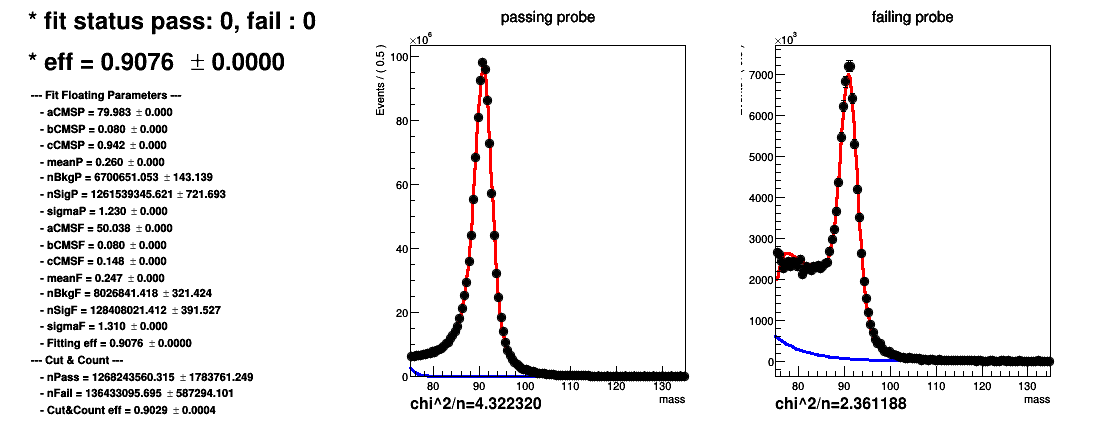 * fit status pass: 0, fail : 0
* eff = 0.9076 ± 0.0000
--- Fit Floating Parameters ---
- aCMSP = 79.983 ± 0.000
- bCMSP = 0.080 ± 0.000
- cCMSP = 0.942 ± 0.000
- meanP = 0.260 ± 0.000
- nBkgP = 6700651.053 ± 143.139
- nSigP = 1261539345.621 ± 721.693
- sigmaP = 1.230 ± 0.000
- aCMSF = 50.038 ± 0.000
- bCMSF = 0.080 ± 0.000
- cCMSF = 0.148 ± 0.000
- meanF = 0.247 ± 0.000
- nBkgF = 8026841.418 ± 321.424
- nSigF = 128408021.412 ± 391.527
- sigmaF = 1.310 ± 0.000
- Fitting eff = 0.9076 ± 0.0000
--- Cut & Count ---
- nPass = 1268243560.315 ± 1783761.249
- nFail = 136433095.695 ± 587294.101
- Cut&Count eff = 0.9029 ± 0.0004
passing probe
×10⁶
Events / ( 0.5 )
100
80
60
40
20
0
80 90 100 110 120 130
mass
chi^2/n=4.322320
failing probe
×10³
7000
6000
5000
4000
3000
2000
1000
0
80 90 100 110 120 130
mass
chi^2/n=2.361188